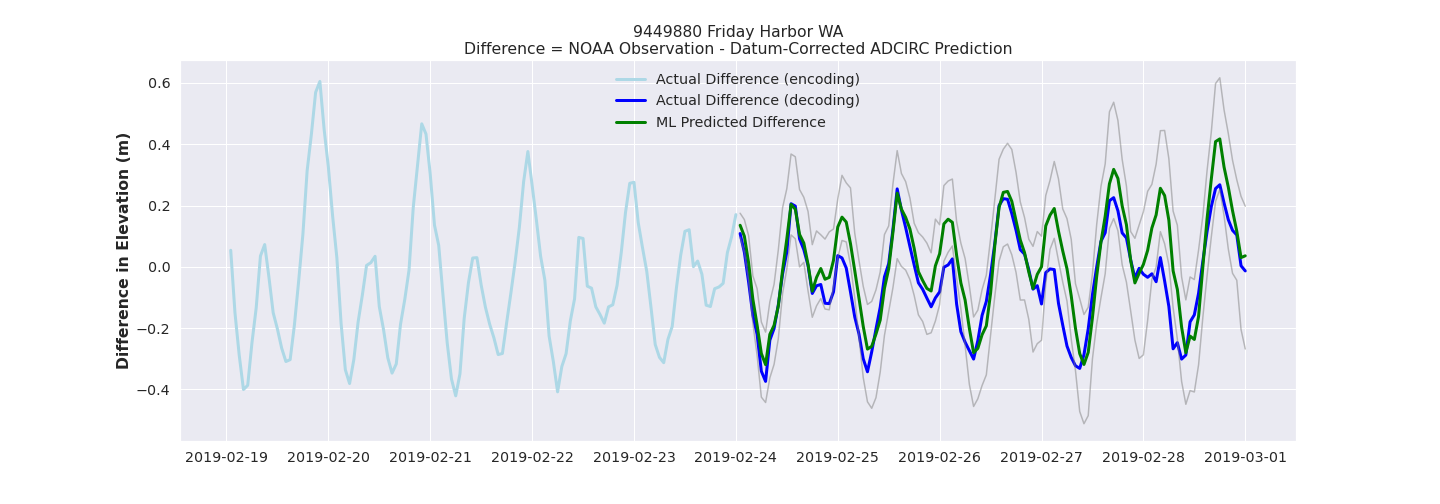 9449880 Friday Harbor WA
Difference = NOAA Observation - Datum-Corrected ADCIRC Prediction
Actual Difference (encoding)
Actual Difference (decoding)
ML Predicted Difference
Difference in Elevation (m)
0.6
0.4
0.2
0.0
−0.2
−0.4
2019-02-19 2019-02-20 2019-02-21 2019-02-22 2019-02-23 2019-02-24 2019-02-25 2019-02-26 2019-02-27 2019-02-28 2019-03-01